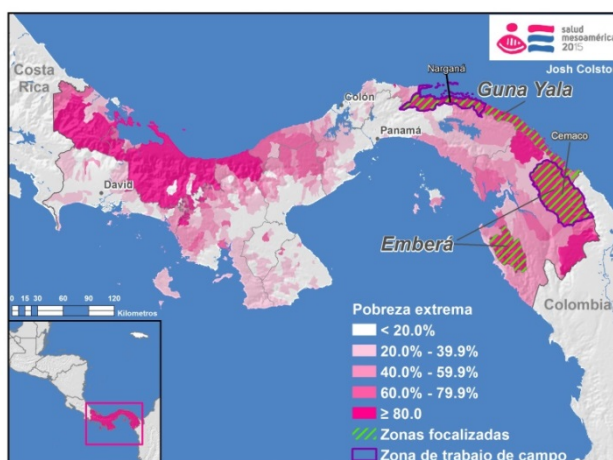 salud
mesoamérica
2015
Josh Colston
Costa
Rica
Narganá
Colón
Guna Yala
Panamá
Cemaco
David
Emberá
0 15 30 60 90 120
Kilometros
Colombia
Pobreza extrema
< 20.0%
20.0% - 39.9%
40.0% - 59.9%
60.0% - 79.9%
≥ 80.0
Zonas focalizadas
Zona de trabajo de campo